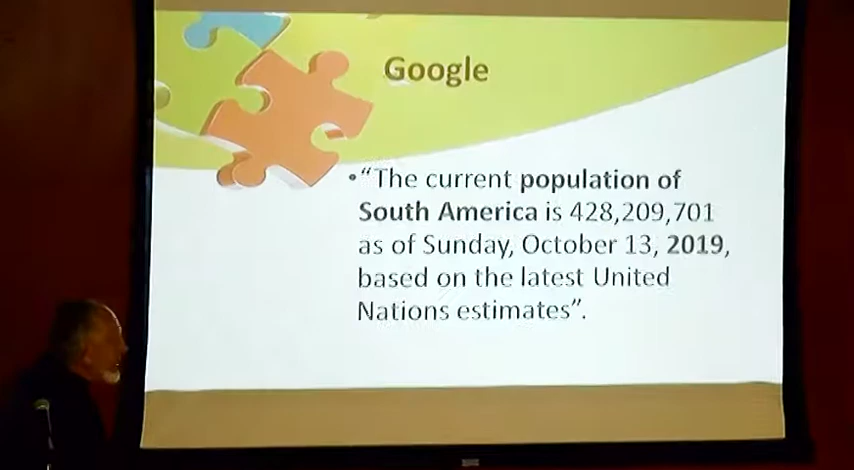 Google
•“The current population of
South America is 428,209,701
as of Sunday, October 13, 2019,
based on the latest United
Nations estimates”.